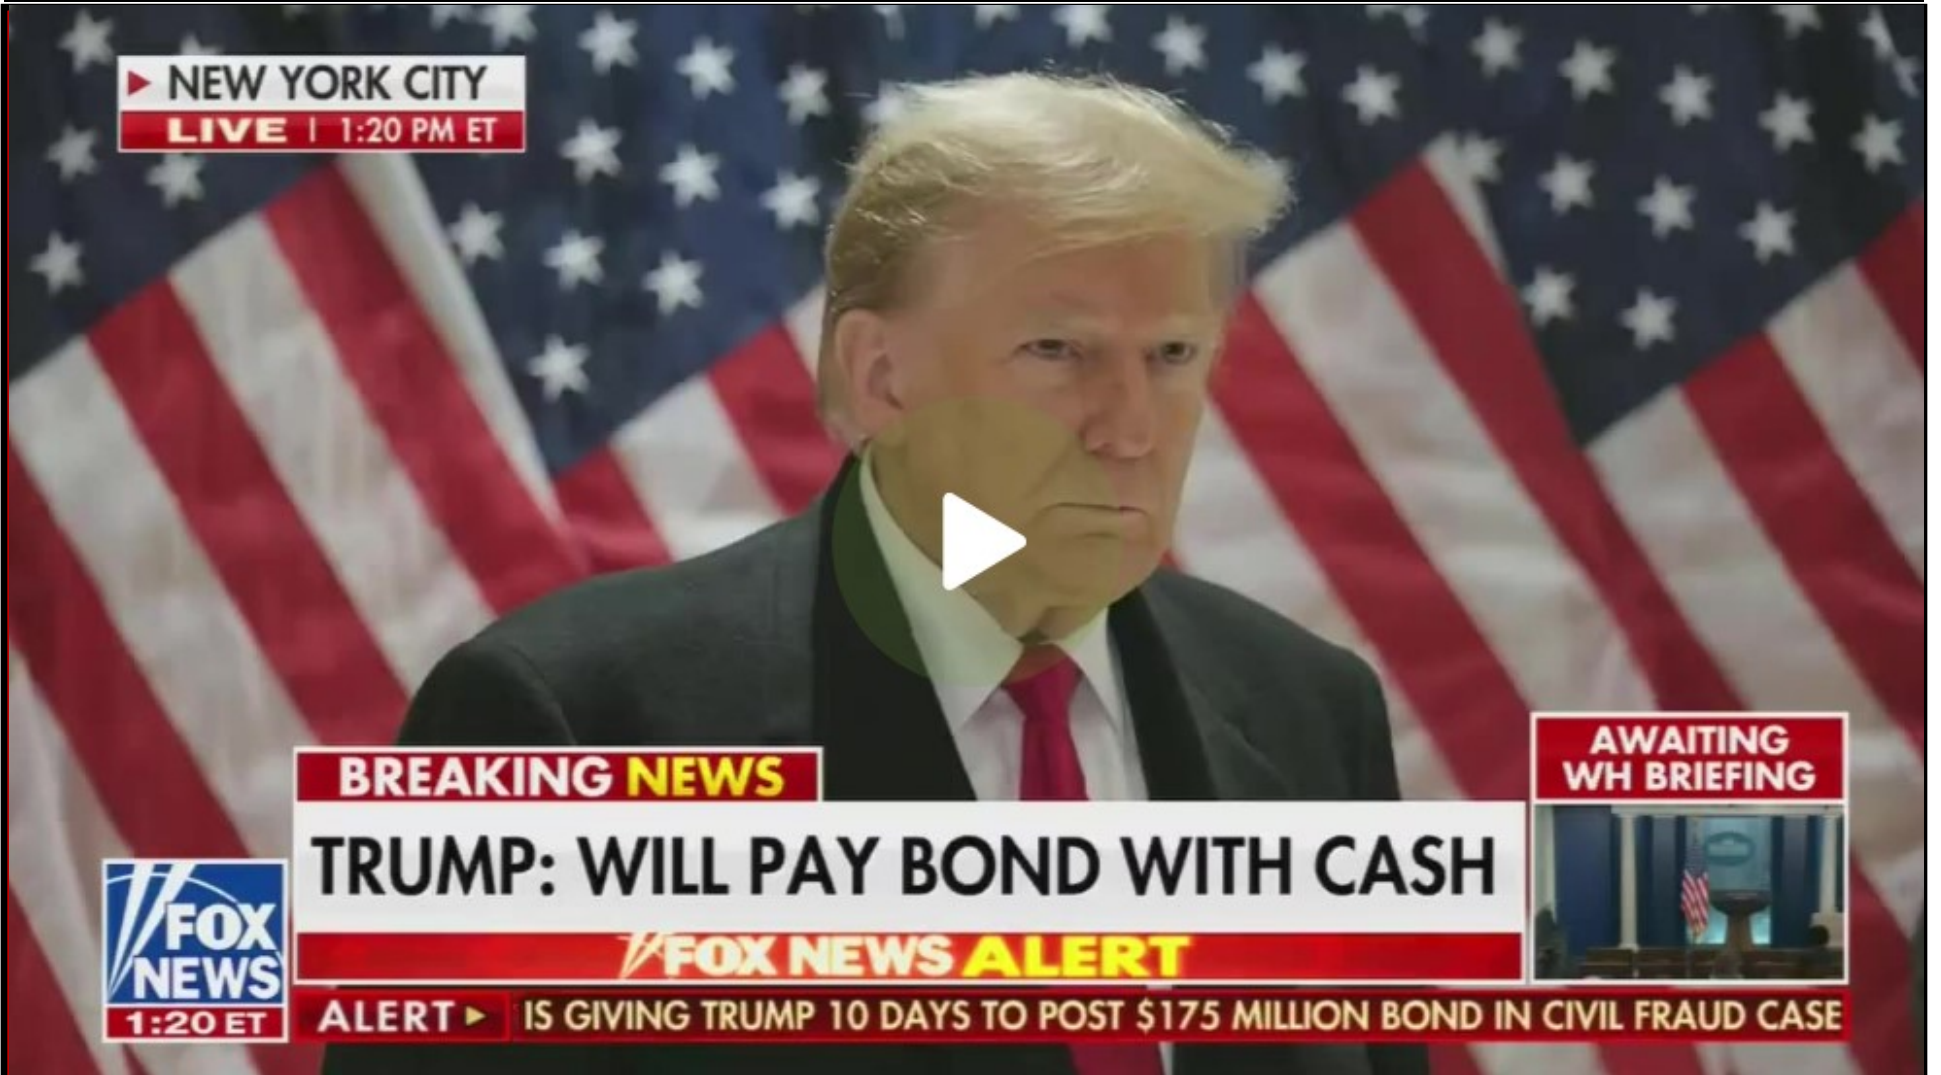 NEW YORK CITY
LIVE | 1:20 PM ET
AWAITING
WH BRIEFING
BREAKING NEWS
TRUMP: WILL PAY BOND WITH CASH
FOX NEWS ALERT
FOX
NEWS
1:20 ET
ALERT IS GIVING TRUMP 10 DAYS TO POST $175 MILLION BOND IN CIVIL FRAUD CASE